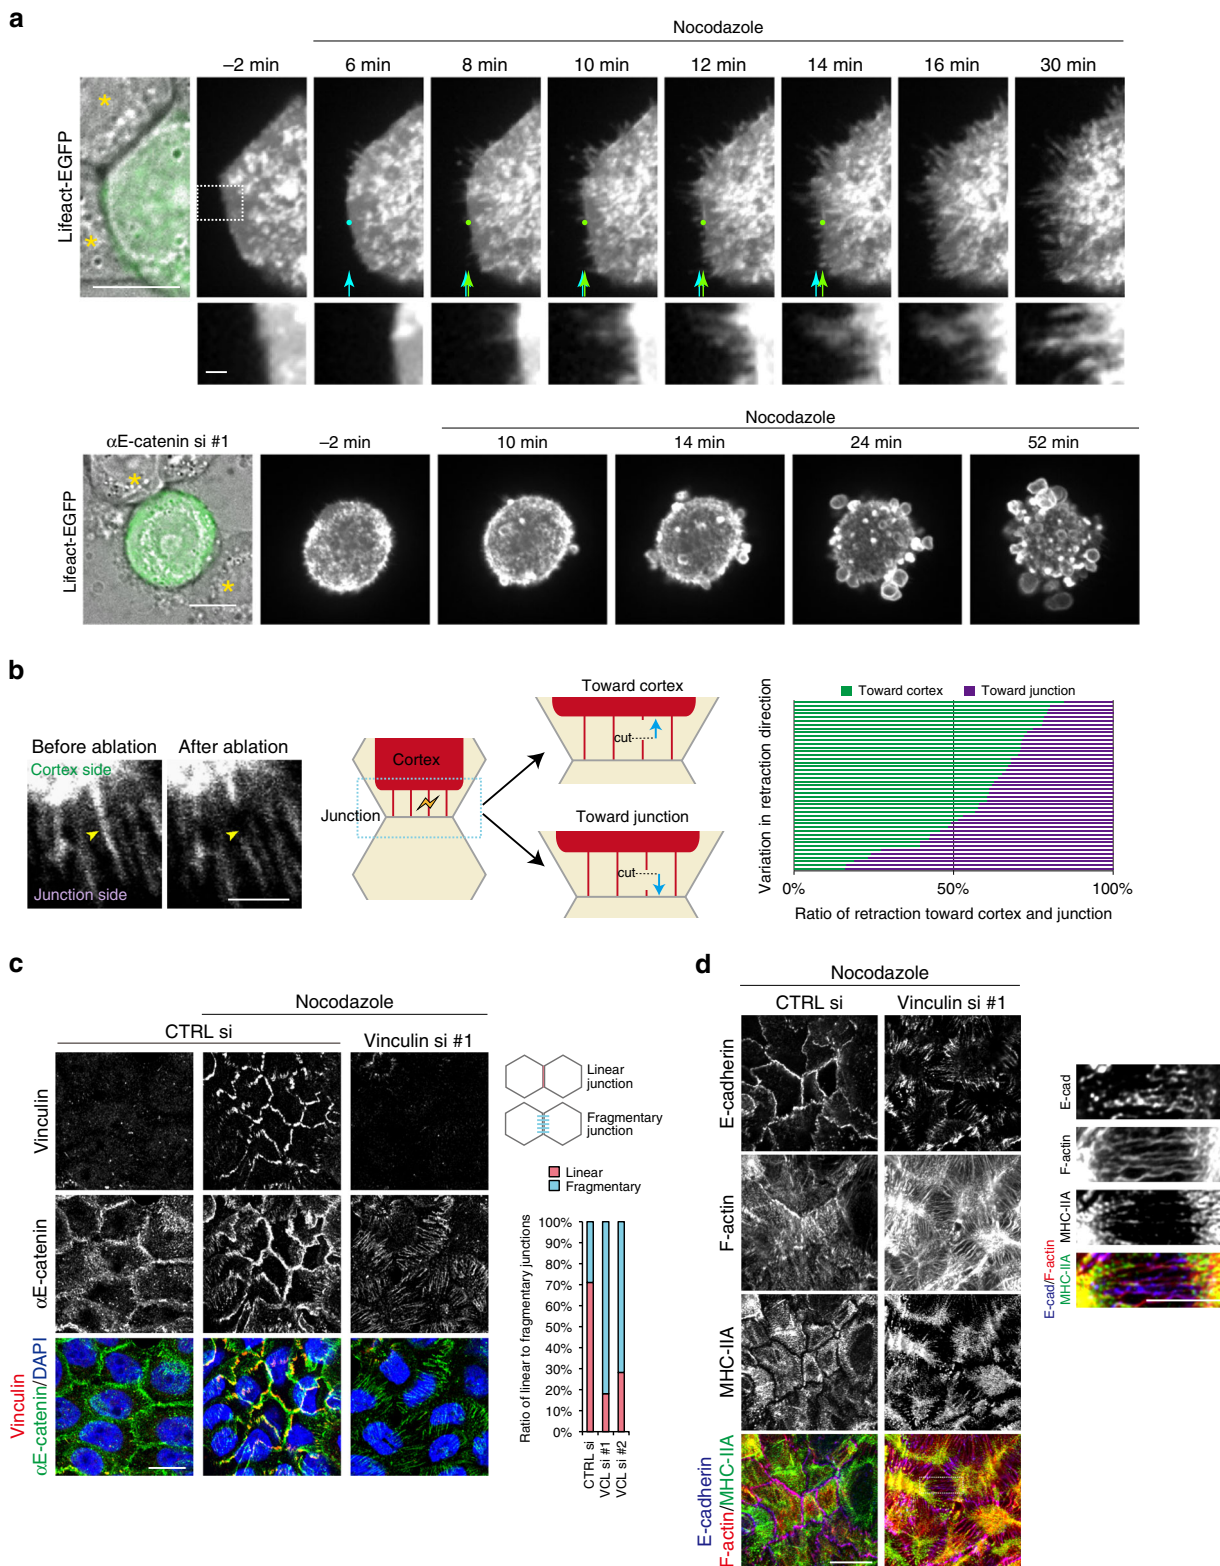 a
Nocodazole
–2 min 6 min 8 min 10 min 12 min 14 min 16 min 30 min
Lifeact-EGFP
Nocodazole
αE-catenin si #1 –2 min 10 min 14 min 24 min 52 min
Lifeact-EGFP
b
Before ablation After ablation
Cortex side
Junction side
Cortex
Junction
Toward cortex
cut
Toward junction
cut
Toward cortex Toward junction
Variation in retraction direction
0% 50% 100%
Ratio of retraction toward cortex and junction
c
Nocodazole
CTRL si
Vinculin si #1
Vinculin
αE-catenin
Vinculin
αE-catenin/DAPI
Linear
junction
Fragmentary
junction
Linear
Fragmentary
Ratio of linear to fragmentary junctions
100%
90%
80%
70%
60%
50%
40%
30%
20%
10%
0%
CTRL si
VCL si #1
VCL si #2
d
Nocodazole
CTRL si Vinculin si #1
E-cadherin
F-actin
MHC-IIA
E-cadherin
F-actin/MHC-IIA
E-cad
F-actin
MHC-IIA
E-cad/F-actin
MHC-IIA